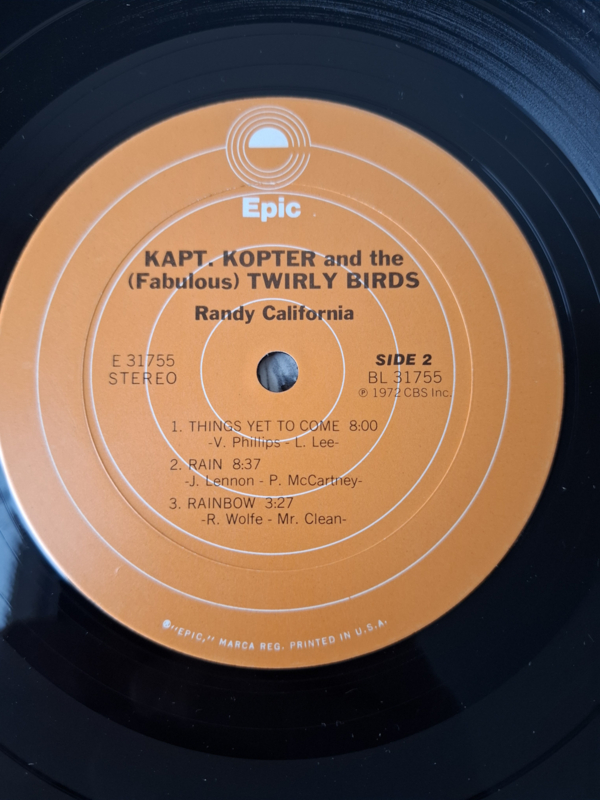 Epic
KAPT. KOPTER and the
(Fabulous) TWIRLY BIRDS
Randy California
E 31755
STEREO
SIDE 2
BL 31755
℗ 1972 CBS Inc.
1. THINGS YET TO COME 8:00
-V. Phillips - L. Lee-
2. RAIN 8:37
-J. Lennon - P. McCartney-
3. RAINBOW 3:27
-R. Wolfe - Mr. Clean-
®"EPIC," MARCA REG. PRINTED IN U.S.A.